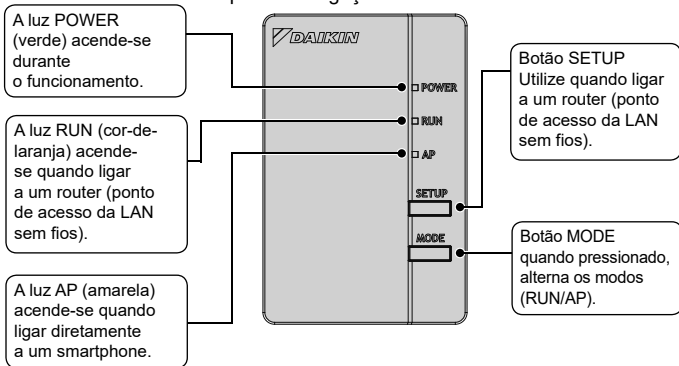 A luz POWER
(verde) acende-se
durante
o funcionamento.
A luz RUN (cor-de-
laranja) acende-
se quando ligar
a um router (ponto
de acesso da LAN
sem fios).
A luz AP (amarela)
acende-se quando
ligar diretamente
a um smartphone.
DAIKIN
POWER
RUN
AP
SETUP
MODE
Botão SETUP
Utilize quando ligar
a um router (ponto
de acesso da LAN
sem fios).
Botão MODE
quando pressionado,
alterna os modos
(RUN/AP).